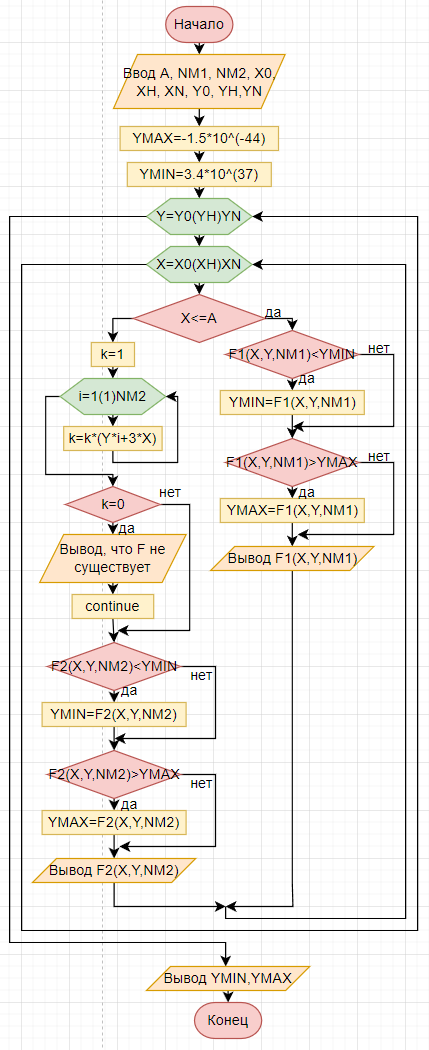 Начало
Ввод A, NM1, NM2, X0,
XH, XN, Y0, YH,YN
YMAX=-1.5*10^(-44)
YMIN=3.4*10^(37)
Y=Y0(YH)YN
X=X0(XH)XN
X<=A
да
k=1
i=1(1)NM2
k=k*(Y*i+3*X)
k=0
нет
да
Вывод, что F не
существует
continue
F2(X,Y,NM2)<YMIN
нет
да
YMIN=F2(X,Y,NM2)
F2(X,Y,NM2)>YMAX
нет
да
YMAX=F2(X,Y,NM2)
Вывод F2(X,Y,NM2)
F1(X,Y,NM1)<YMIN
нет
да
YMIN=F1(X,Y,NM1)
F1(X,Y,NM1)>YMAX
нет
да
YMAX=F1(X,Y,NM1)
Вывод F1(X,Y,NM1)
Вывод YMIN,YMAX
Конец